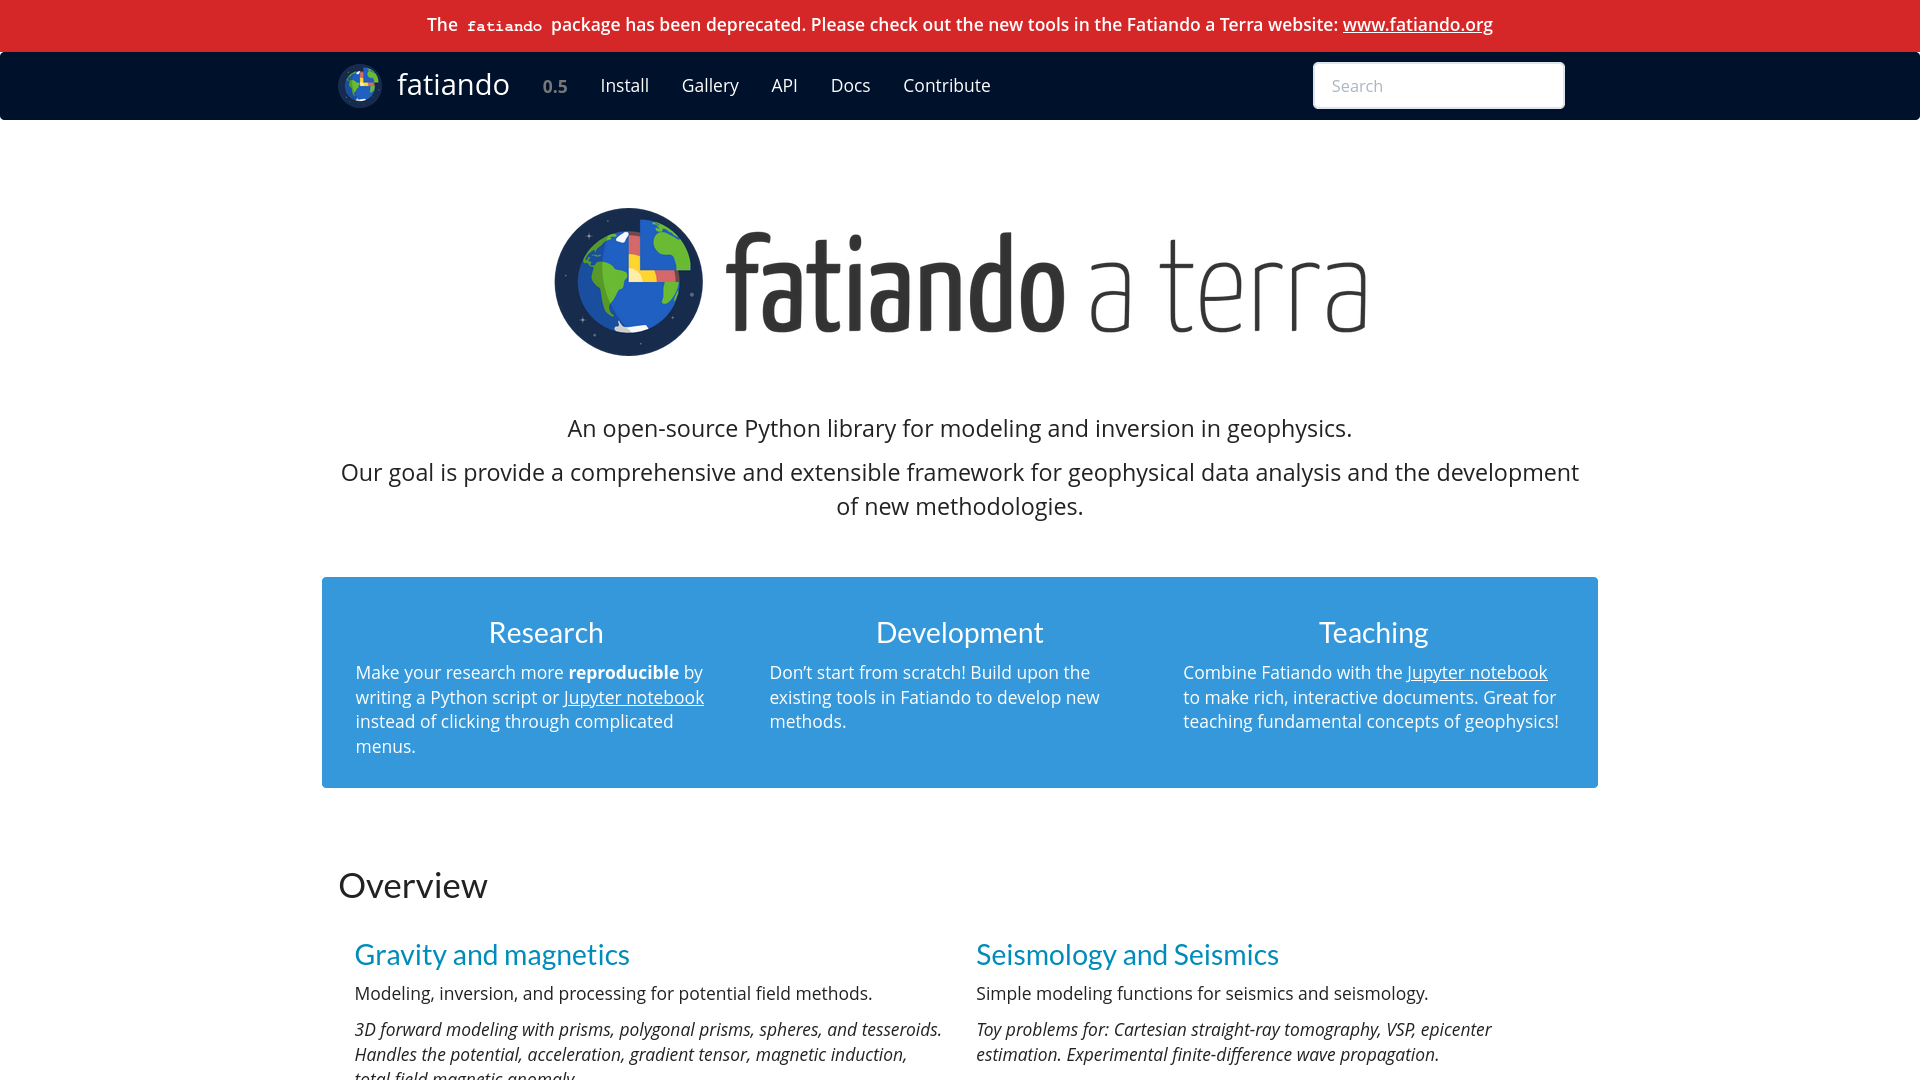 The fatiando package has been deprecated. Please check out the new tools in the Fatiando a Terra website: www.fatiando.org
fatiando 0.5 Install Gallery API Docs Contribute Search
fatiando a terra
An open-source Python library for modeling and inversion in geophysics.
Our goal is provide a comprehensive and extensible framework for geophysical data analysis and the development
of new methodologies.
Research
Make your research more reproducible by
writing a Python script or Jupyter notebook
instead of clicking through complicated
menus.
Development
Don’t start from scratch! Build upon the
existing tools in Fatiando to develop new
methods.
Teaching
Combine Fatiando with the Jupyter notebook
to make rich, interactive documents. Great for
teaching fundamental concepts of geophysics!
Overview
Gravity and magnetics
Modeling, inversion, and processing for potential field methods.
3D forward modeling with prisms, polygonal prisms, spheres, and tesseroids.
Handles the potential, acceleration, gradient tensor, magnetic induction,
total field magnetic anomaly.
Seismology and Seismics
Simple modeling functions for seismics and seismology.
Toy problems for: Cartesian straight-ray tomography, VSP, epicenter
estimation. Experimental finite-difference wave propagation.